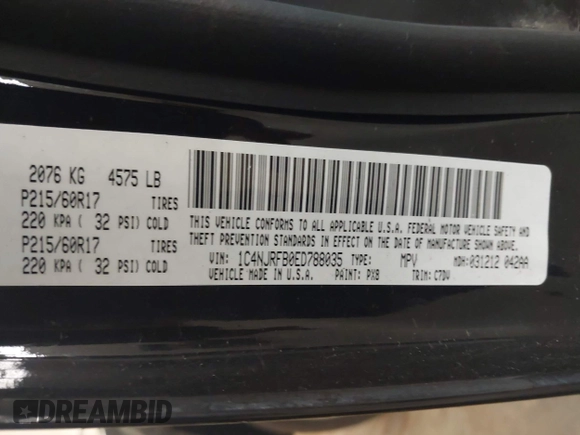 2076 KG 4575 LB
P215/60R17 TIRES
220 KPA ( 32 PSI) COLD
P215/60R17 TIRES
220 KPA ( 32 PSI) COLD
THIS VEHICLE CONFORMS TO ALL APPLICABLE U.S.A. FEDERAL MOTOR VEHICLE SAFETY AND
THEFT PREVENTION STANDARDS IN EFFECT ON THE DATE OF MANUFACTURE SHOWN ABOVE.
VIN: 1C4NJRFB0ED788035 TYPE: MPV MDH:031212 042AA
VEHICLE MADE IN U.S.A. PAINT: PX8 TRIM: C7DV
DREAMBID